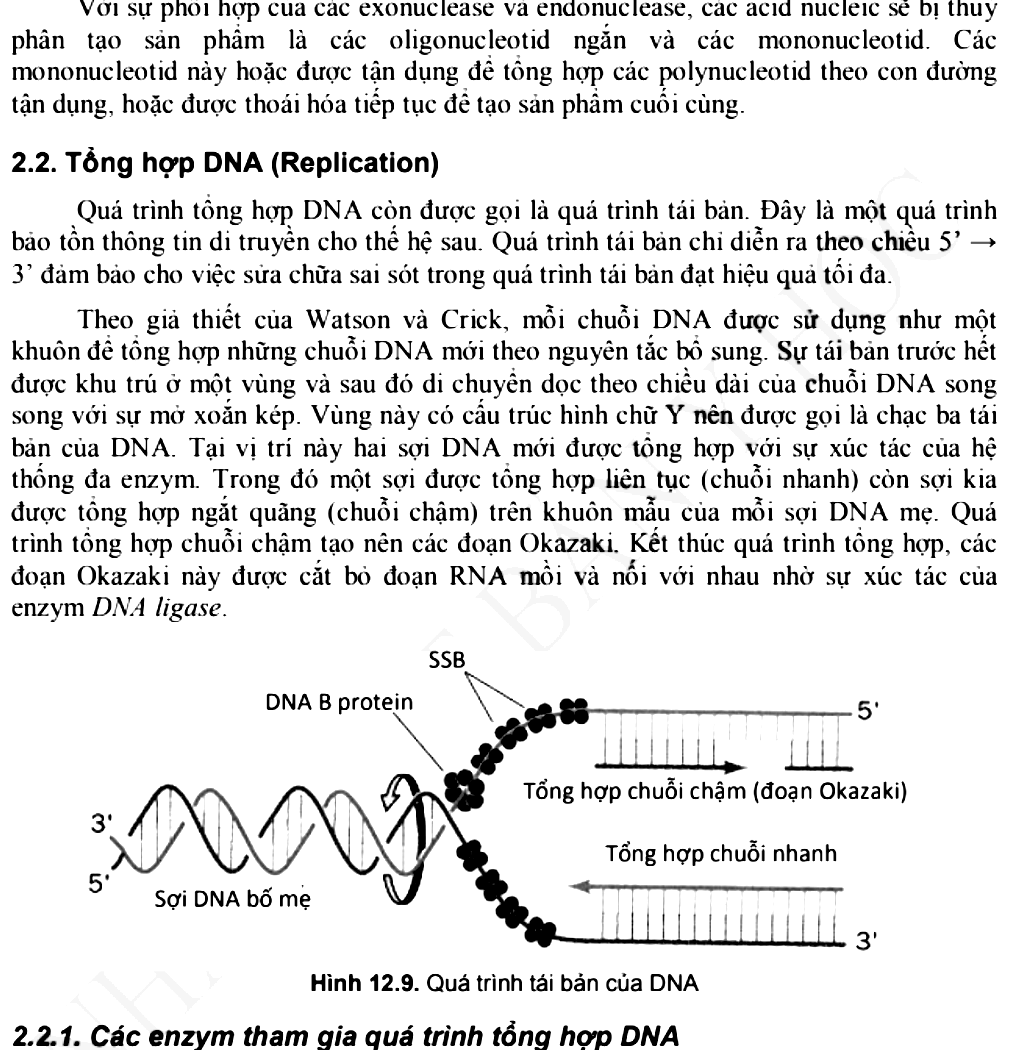 Với sự phối hợp của các exonuclease và endonuclease, các acid nucleic sẽ bị thủy
phân tạo sản phẩm là các oligonucleotid ngắn và các mononucleotid. Các
mononucleotid này hoặc được tận dụng để tổng hợp các polynucleotid theo con đường
tận dụng, hoặc được thoái hóa tiếp tục để tạo sản phẩm cuối cùng.
2.2. Tổng hợp DNA (Replication)
Quá trình tổng hợp DNA còn được gọi là quá trình tái bản. Đây là một quá trình
bảo tồn thông tin di truyền cho thế hệ sau. Quá trình tái bản chỉ diễn ra theo chiều 5’ →
3’ đảm bảo cho việc sửa chữa sai sót trong quá trình tái bản đạt hiệu quả tối đa.
Theo giả thiết của Watson và Crick, mỗi chuỗi DNA được sử dụng như một
khuôn để tổng hợp những chuỗi DNA mới theo nguyên tắc bổ sung. Sự tái bản trước hết
được khu trú ở một vùng và sau đó di chuyển dọc theo chiều dài của chuỗi DNA song
song với sự mở xoắn kép. Vùng này có cấu trúc hình chữ Y nên được gọi là chạc ba tái
bản của DNA. Tại vị trí này hai sợi DNA mới được tổng hợp với sự xúc tác của hệ
thống đa enzym. Trong đó một sợi được tổng hợp liên tục (chuỗi nhanh) còn sợi kia
được tổng hợp ngắt quãng (chuỗi chậm) trên khuôn mẫu của mỗi sợi DNA mẹ. Quá
trình tổng hợp chuỗi chậm tạo nên các đoạn Okazaki. Kết thúc quá trình tổng hợp, các
đoạn Okazaki này được cắt bỏ đoạn RNA mồi và nối với nhau nhờ sự xúc tác của
enzym DNA ligase.
SSB
DNA B protein
5'
Tổng hợp chuỗi chậm (đoạn Okazaki)
3'
Tổng hợp chuỗi nhanh
5'
Sợi DNA bố mẹ
3'
Hình 12.9. Quá trình tái bản của DNA
2.2.1. Các enzym tham gia quá trình tổng hợp DNA